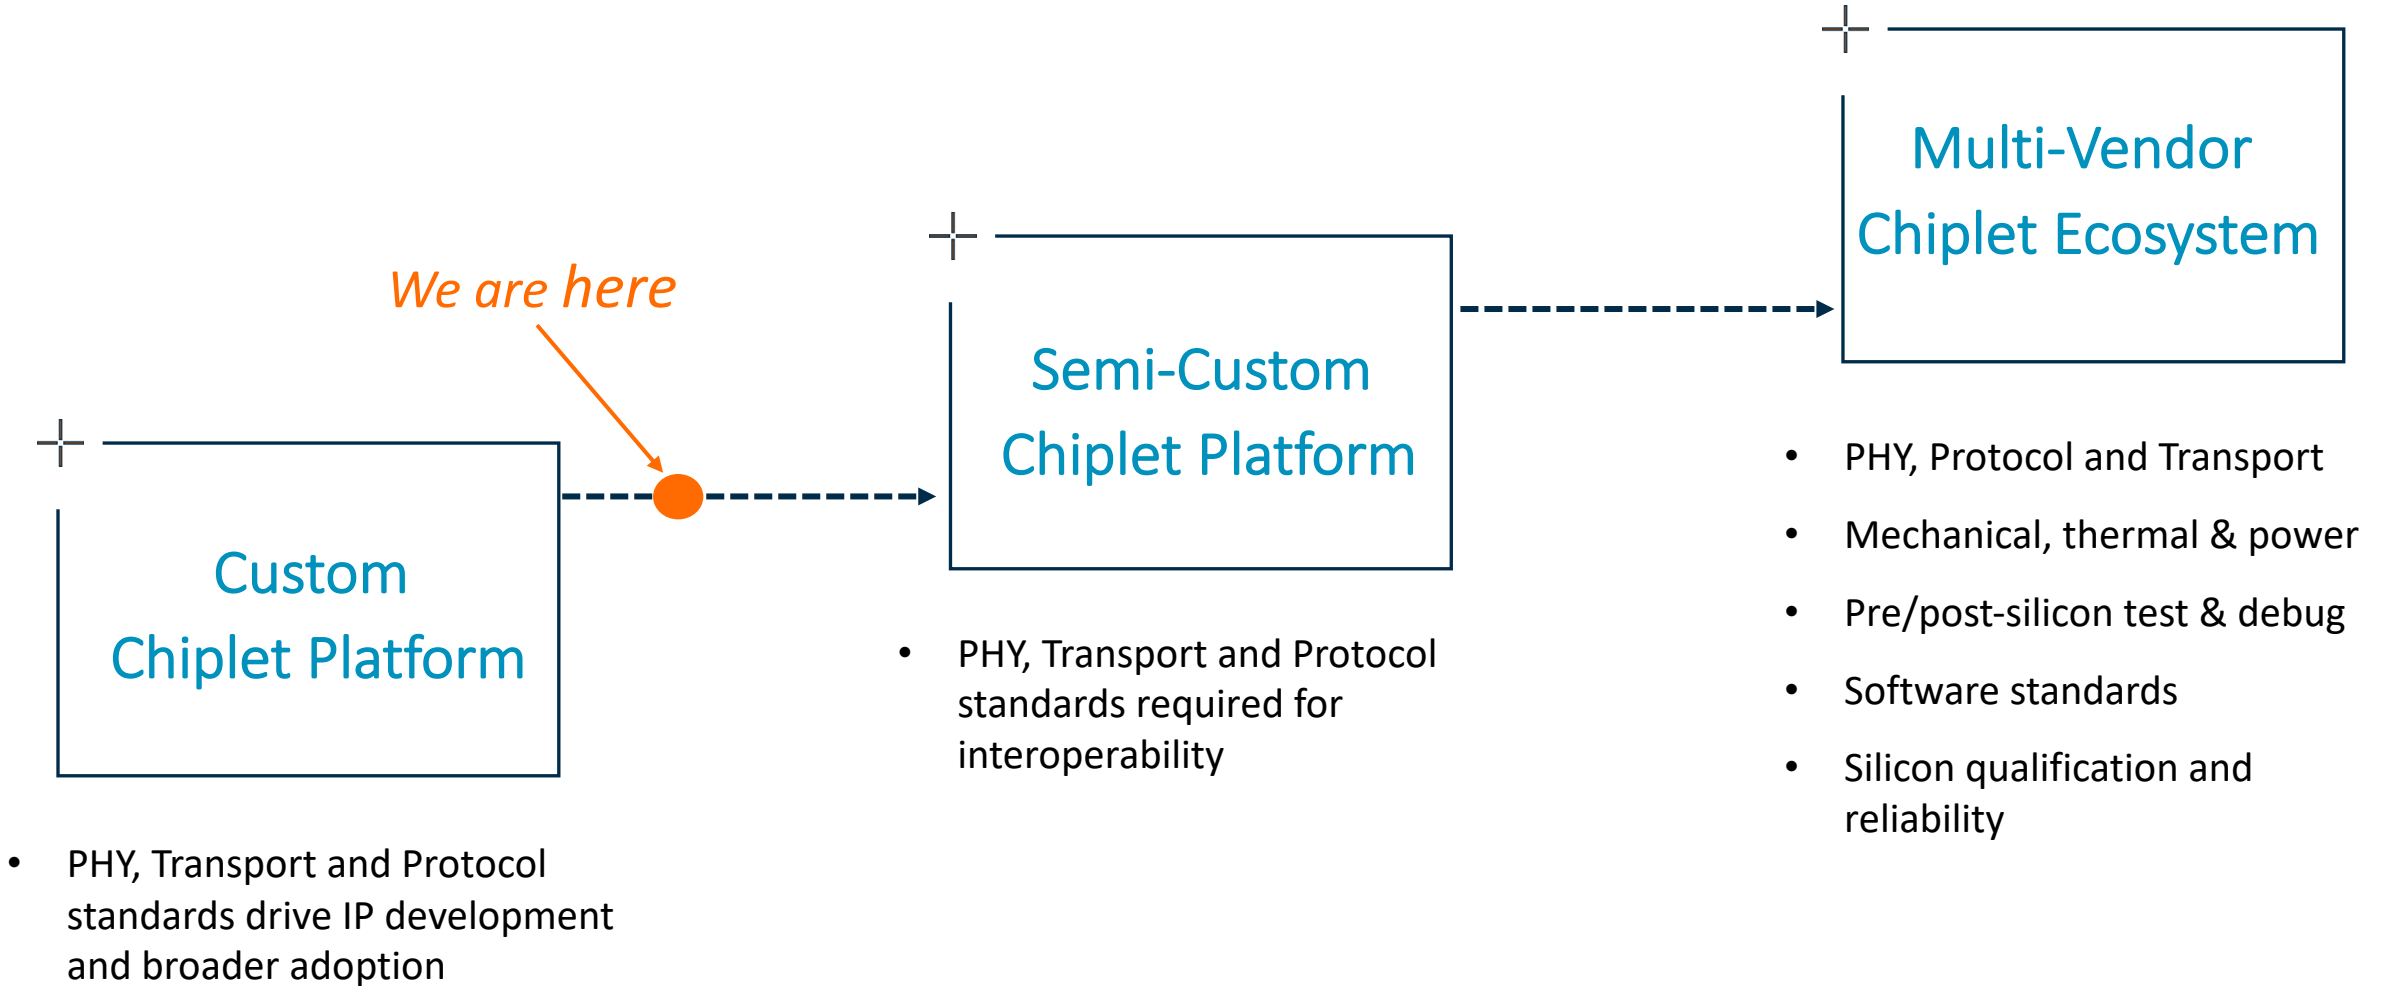 We are here
Custom
Chiplet Platform
• PHY, Transport and Protocol
standards drive IP development
and broader adoption
Semi-Custom
Chiplet Platform
• PHY, Transport and Protocol
standards required for
interoperability
Multi-Vendor
Chiplet Ecosystem
• PHY, Protocol and Transport
• Mechanical, thermal & power
• Pre/post-silicon test & debug
• Software standards
• Silicon qualification and
reliability